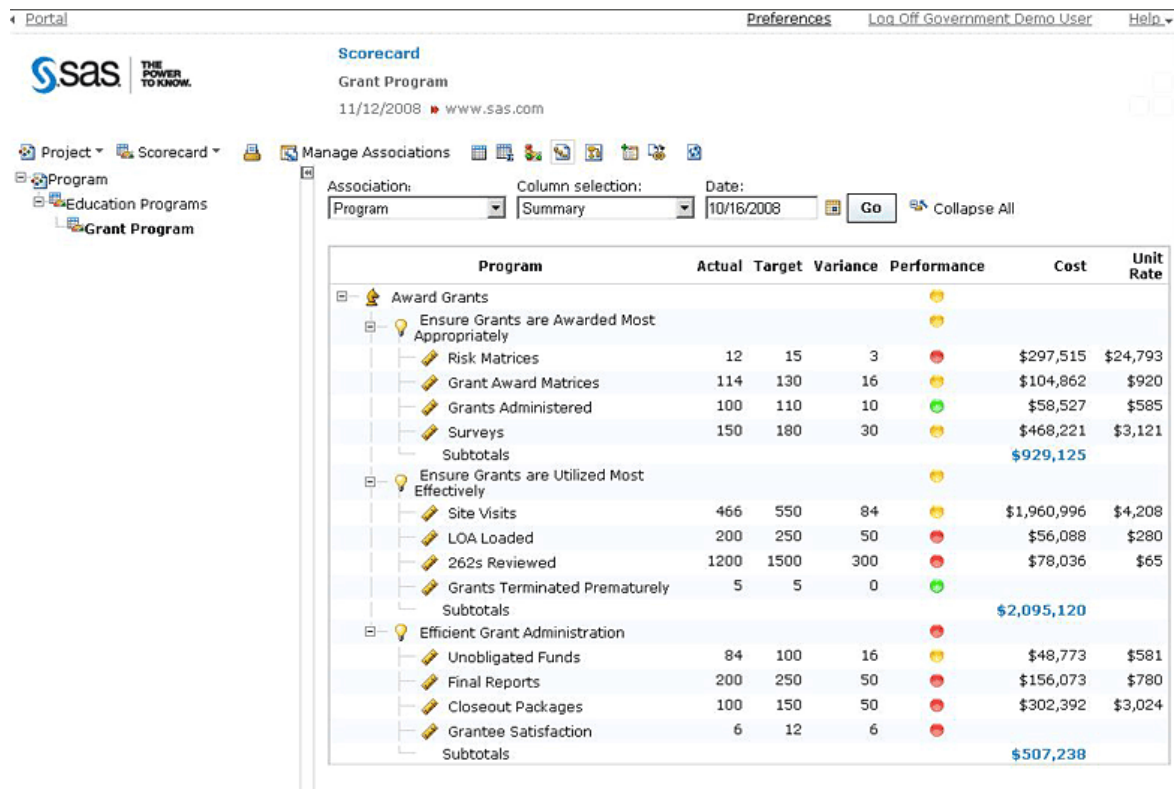 Portal Preferences Log Off Government Demo User Help
sas THE POWER TO KNOW.
Scorecard
Grant Program
11/12/2008 » www.sas.com
Project Scorecard Manage Associations
Program
Education Programs
Grant Program
Association: Column selection: Date:
Program Summary 10/16/2008 Go Collapse All
Program Actual Target Variance Performance Cost Unit Rate
Award Grants
Ensure Grants are Awarded Most
Appropriately
Risk Matrices 12 15 3 $297,515 $24,793
Grant Award Matrices 114 130 16 $104,862 $920
Grants Administered 100 110 10 $58,527 $585
Surveys 150 180 30 $468,221 $3,121
Subtotals $929,125
Ensure Grants are Utilized Most
Effectively
Site Visits 466 550 84 $1,960,996 $4,208
LOA Loaded 200 250 50 $56,088 $280
262s Reviewed 1200 1500 300 $78,036 $65
Grants Terminated Prematurely 5 5 0
Subtotals $2,095,120
Efficient Grant Administration
Unobligated Funds 84 100 16 $48,773 $581
Final Reports 200 250 50 $156,073 $780
Closeout Packages 100 150 50 $302,392 $3,024
Grantee Satisfaction 6 12 6
Subtotals $507,238